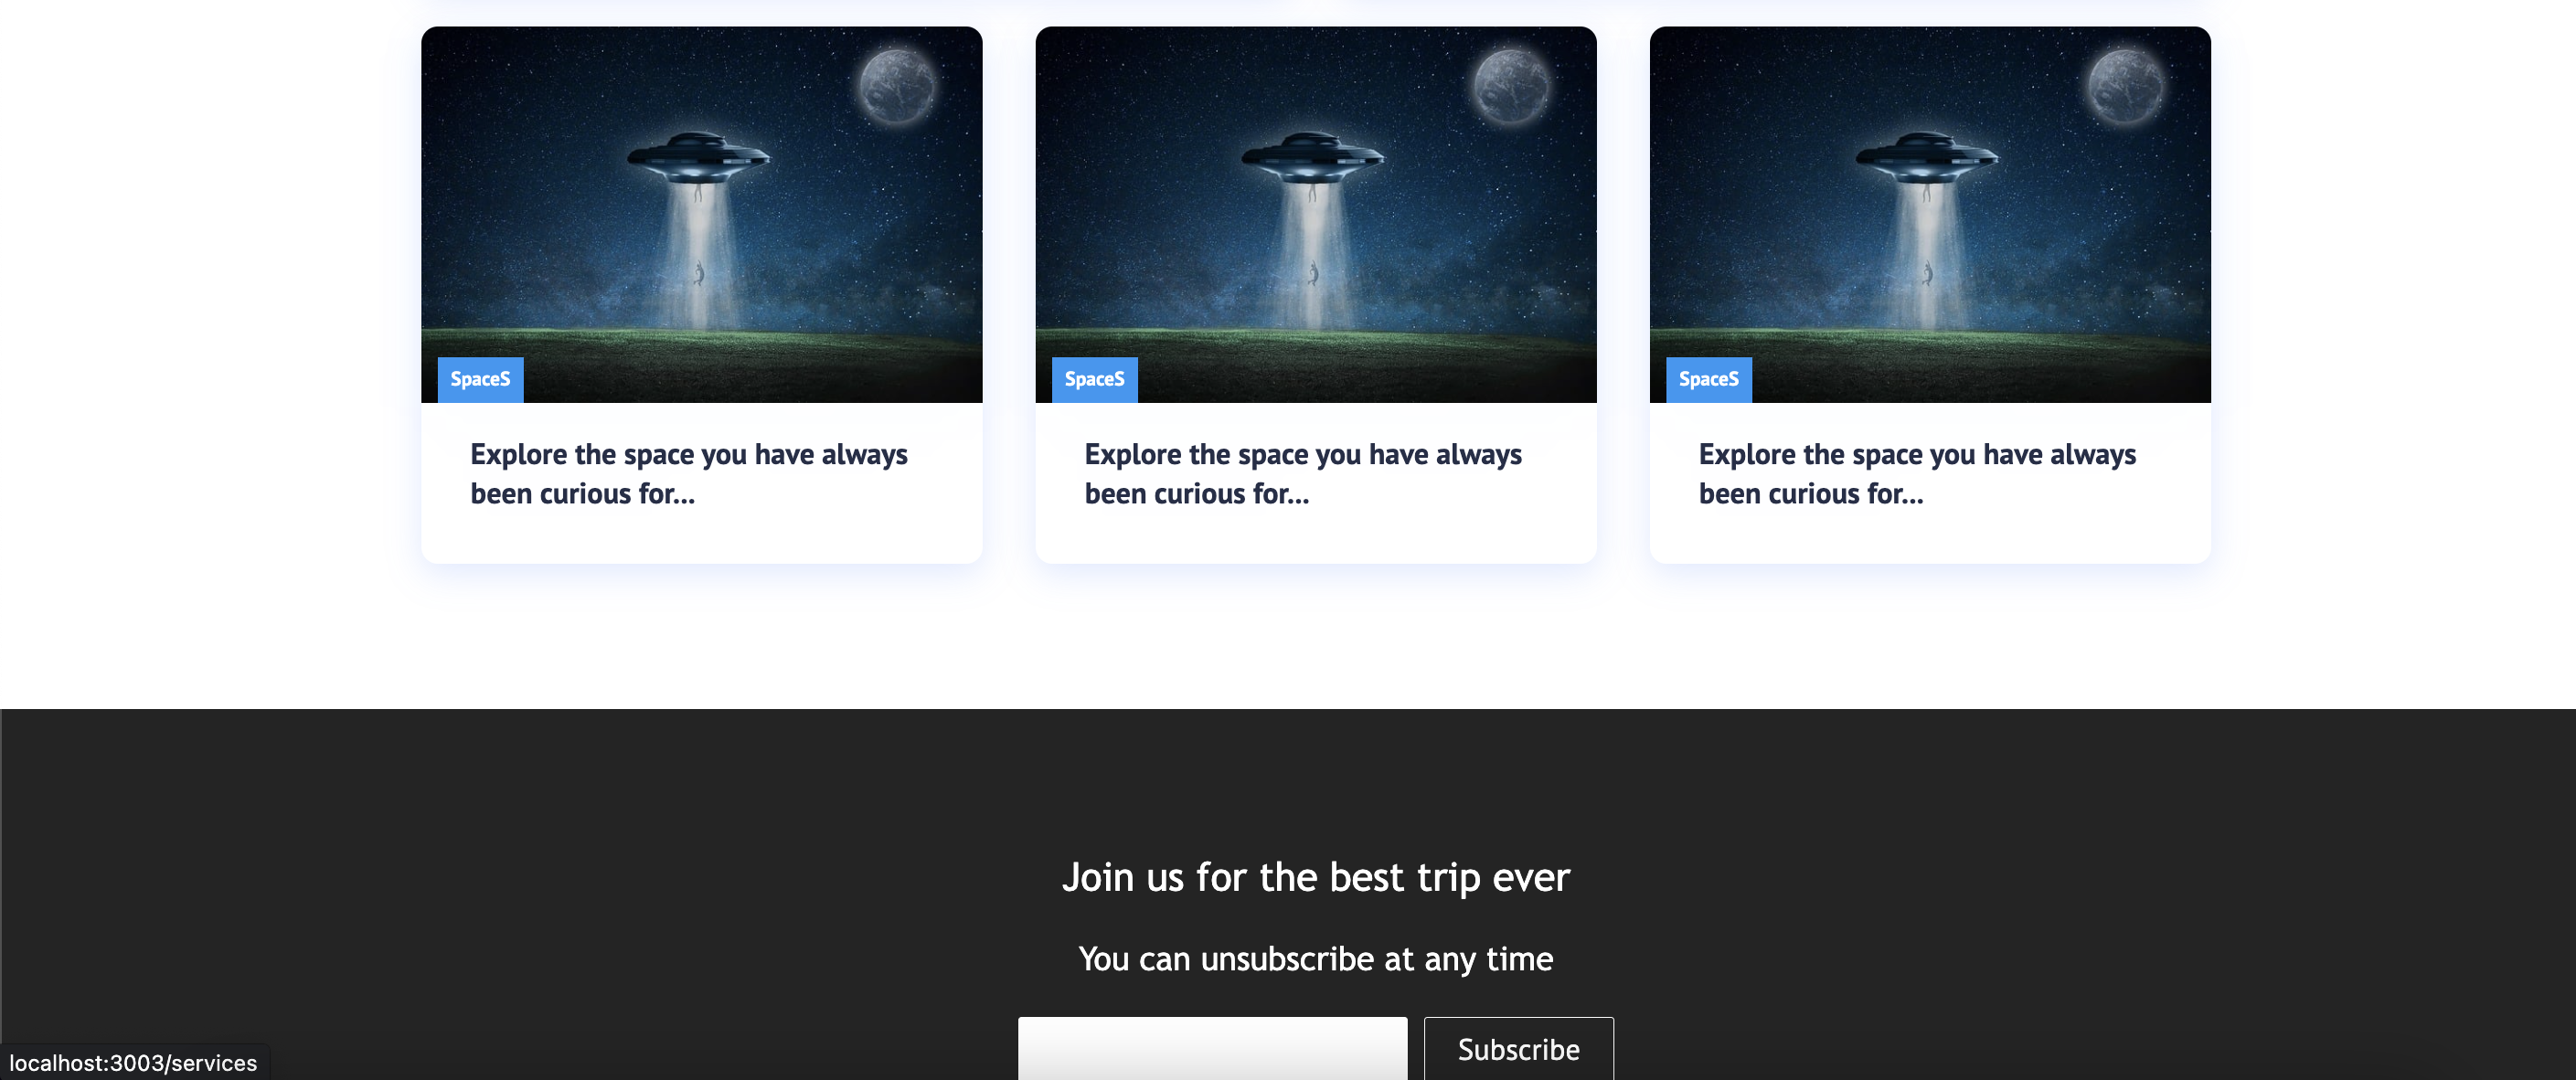 SpaceS
Explore the space you have always
been curious for...
SpaceS
Explore the space you have always
been curious for...
SpaceS
Explore the space you have always
been curious for...
Join us for the best trip ever
You can unsubscribe at any time
Subscribe
localhost:3003/services